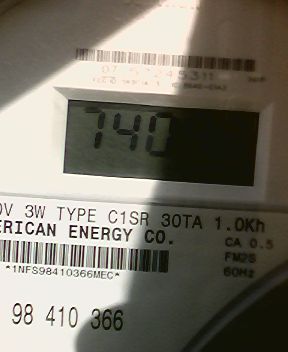 740
0V 3W TYPE C1SR 30TA 1.0Kh
ERICAN ENERGY CO.
CA 0.5
FM2S
60Hz
*1NFS98410366MEC*
98 410 366